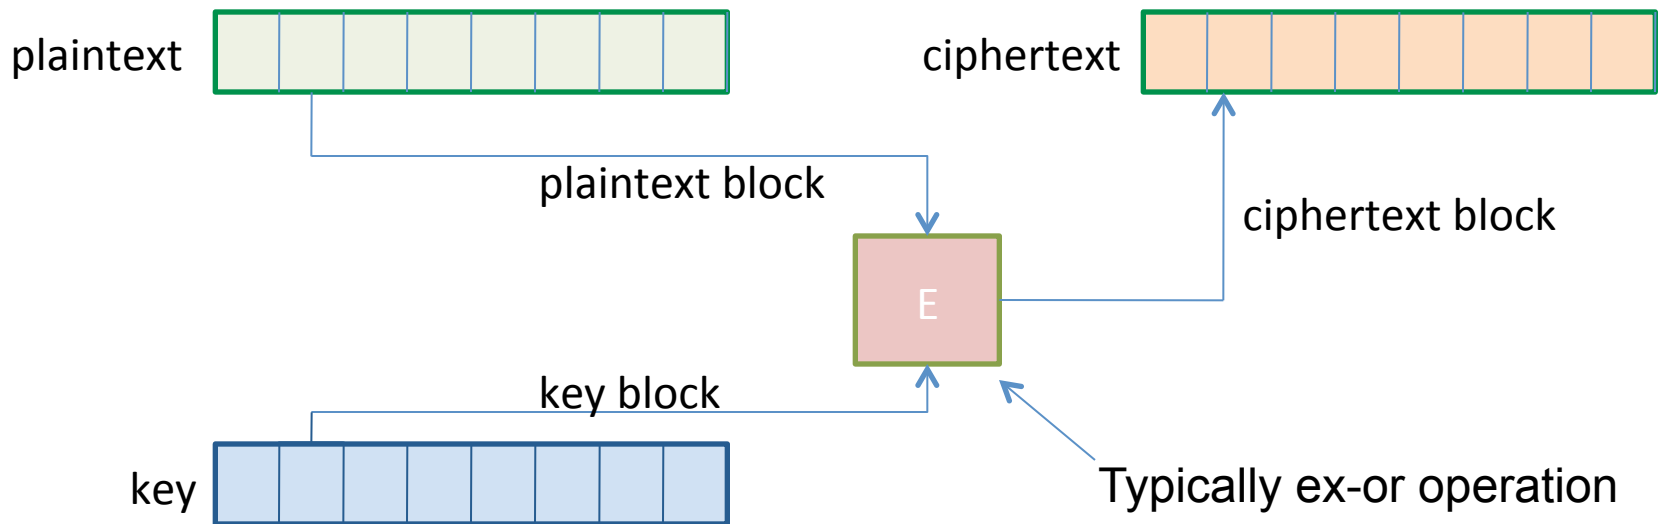 plaintext
ciphertext
plaintext block
ciphertext block
E
key block
key
Typically ex-or operation